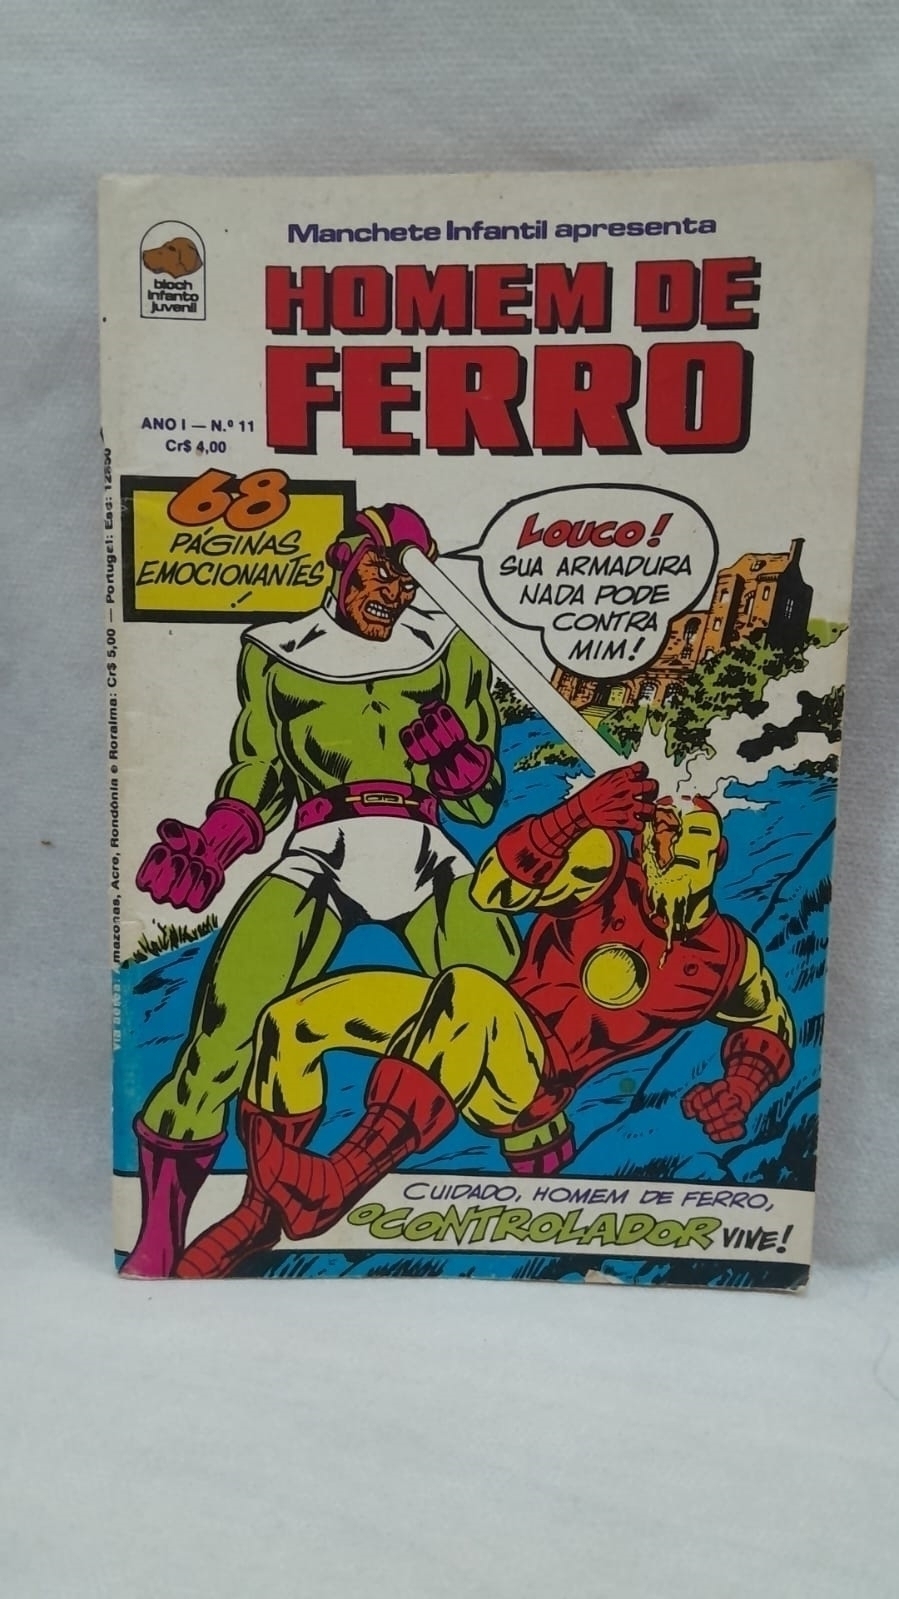 Manchete Infantil apresenta
bloch
infanto
juvenil
HOMEM DE
FERRO
ANO I — N.º 11
Cr$ 4,00
68
PÁGINAS
EMOCIONANTES
!
LOUCO!
SUA ARMADURA
NADA PODE
CONTRA
MIM!
Via aérea: Amazonas, Acre, Rondônia e Roraima: Cr$ 5,00 — Portugal: Esc:
CUIDADO, HOMEM DE FERRO,
O CONTROLADOR VIVE!